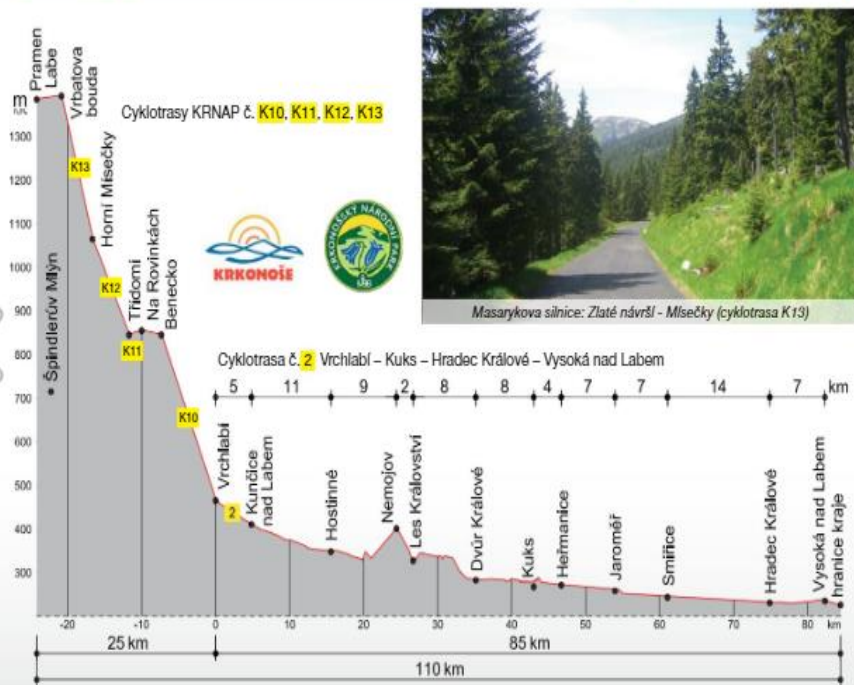 Pramen
Labe
Vrbatova
bouda
m
Cyklotrasy KRNAP č. K10, K11, K12, K13
1300
1200
1100
1000
900
800
700
600
500
400
300
K13
Horní Mísečky
K12
Třídomí
Na Rovinkách
Benecko
K11
Špindlerův Mlýn
K10
KRKONOŠE
KRKONOŠSKÝ NÁRODNÍ PARK
Masarykova silnice: Zlaté návrší - Mísečky (cyklotrasa K13)
Cyklotrasa č. 2 Vrchlabí – Kuks – Hradec Králové – Vysoká nad Labem
5 11 9 2 8 8 4 7 7 14 7 km
Vrchlabí
2
Kunčice
nad Labem
Hostinné
Nemojov
Les Království
Dvůr Králové
Kuks
Heřmanice
Jaroměř
Smiřice
Hradec Králové
Vysoká nad Labem
hranice kraje
-20 -10 0 10 20 30 40 50 60 70 80 km
25 km 85 km
110 km